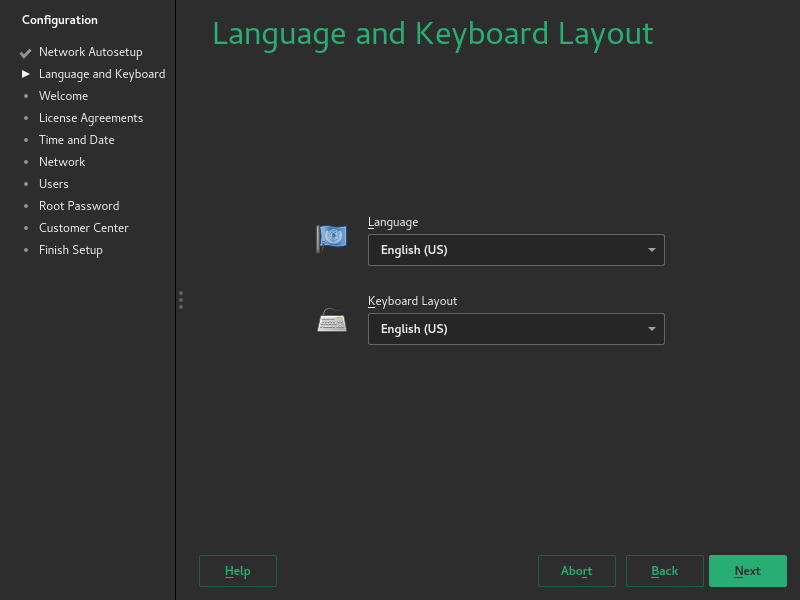 Configuration
Network Autosetup
Language and Keyboard
Welcome
License Agreements
Time and Date
Network
Users
Root Password
Customer Center
Finish Setup
Language and Keyboard Layout
Language
English (US)
Keyboard Layout
English (US)
Help
Abort
Back
Next